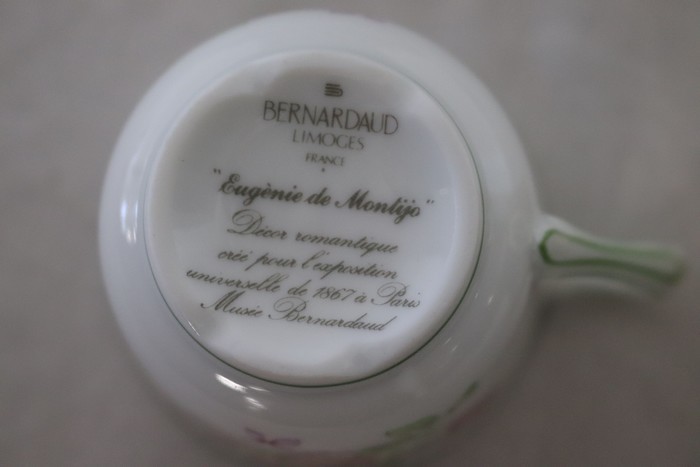 BERNARDAUD
LIMOGES
FRANCE
"Eugènie de Montijo"
Décor romantique
créé pour l'exposition
universelle de 1867 à Paris
Musée Bernardaud